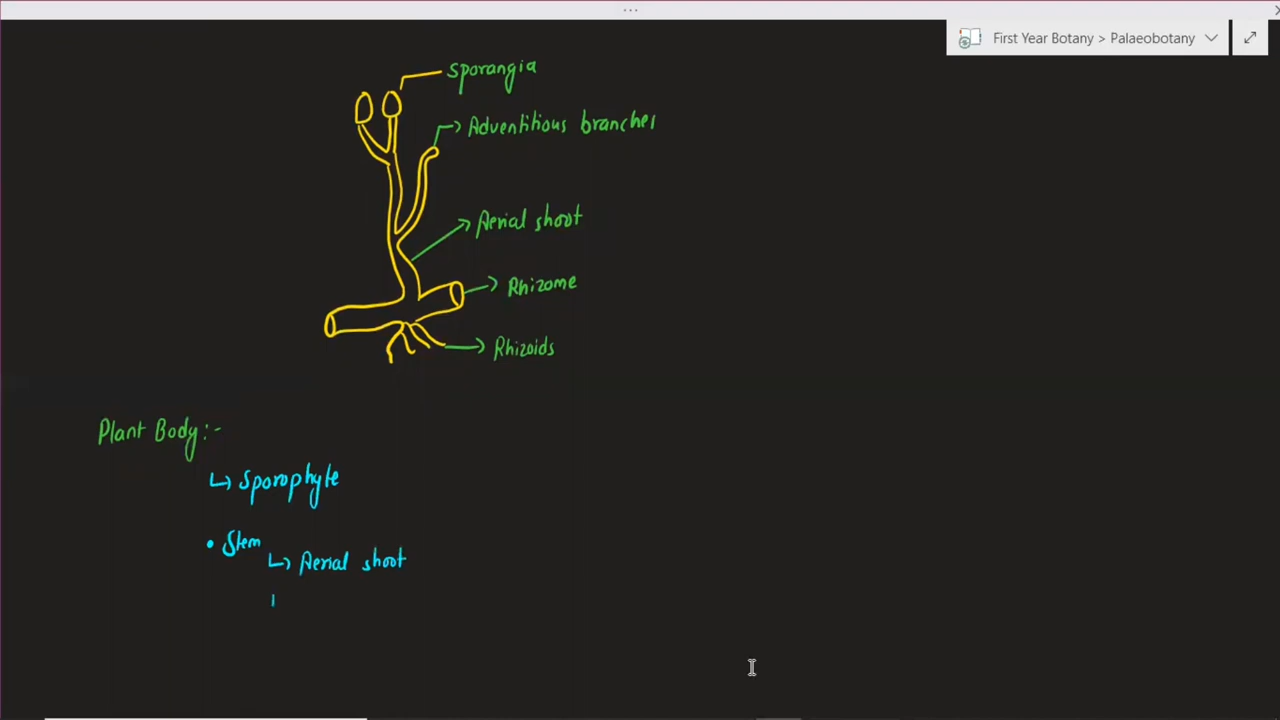 First Year Botany > Palaeobotany
Sporangia
Adventitious branches
Aerial shoot
Rhizome
Rhizoids
Plant Body:-
↳ Sporophyte
• Stem
↳ Aerial shoot